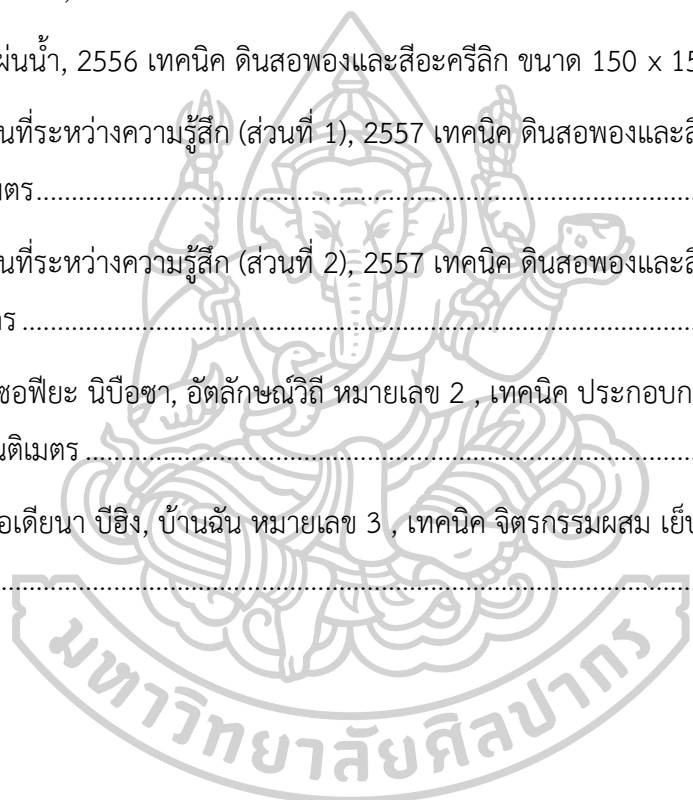 ผ่นน้ำ, 2556 เทคนิค ดินสอพองและสีอะครีลิก ขนาด 150 x 15
นที่ระหว่างความรู้สึก (ส่วนที่ 1), 2557 เทคนิค ดินสอพองและสี
มตร...............................................................................
นที่ระหว่างความรู้สึก (ส่วนที่ 2), 2557 เทคนิค ดินสอพองและสี
ตร ...............................................................................
ซอฟียะ นิบือซา, อัตลักษณ์วิถี หมายเลข 2 , เทคนิค ประกอบก
นติเมตร .........................................................................
อเดียนา บีฮิง, บ้านฉัน หมายเลข 3 , เทคนิค จิตรกรรมผสม เย็บ
....................................................................................
มหาวิทยาลัยศิลปากร